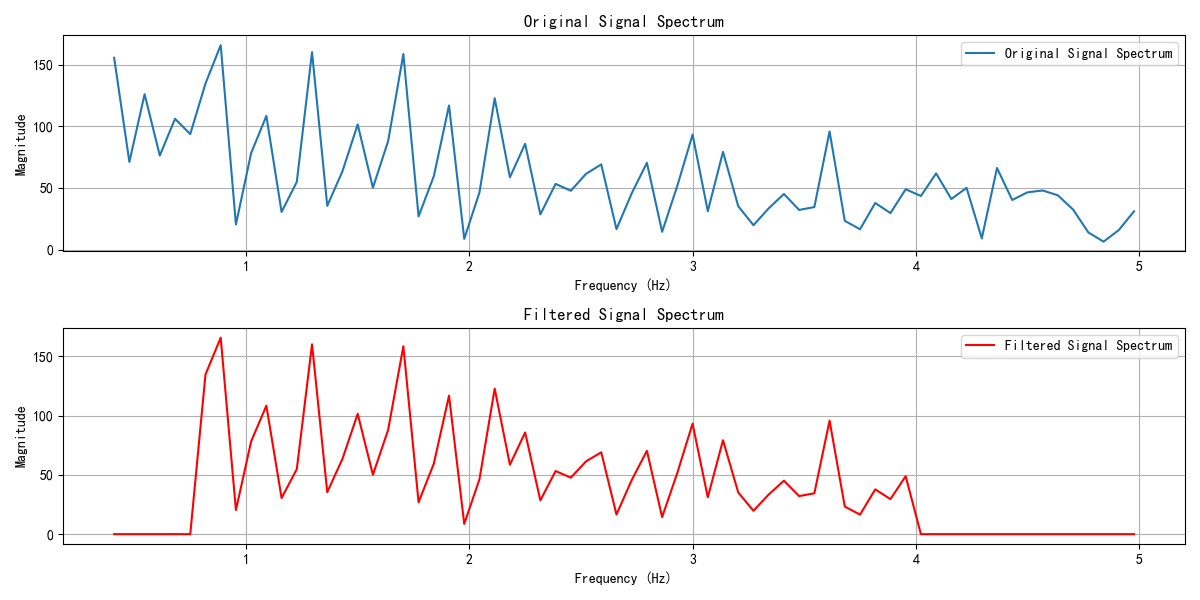 Original Signal Spectrum
Original Signal Spectrum
Magnitude
150
100
50
0
1 2 3 4 5
Frequency (Hz)
Filtered Signal Spectrum
Filtered Signal Spectrum
Magnitude
150
100
50
0
1 2 3 4 5
Frequency (Hz)